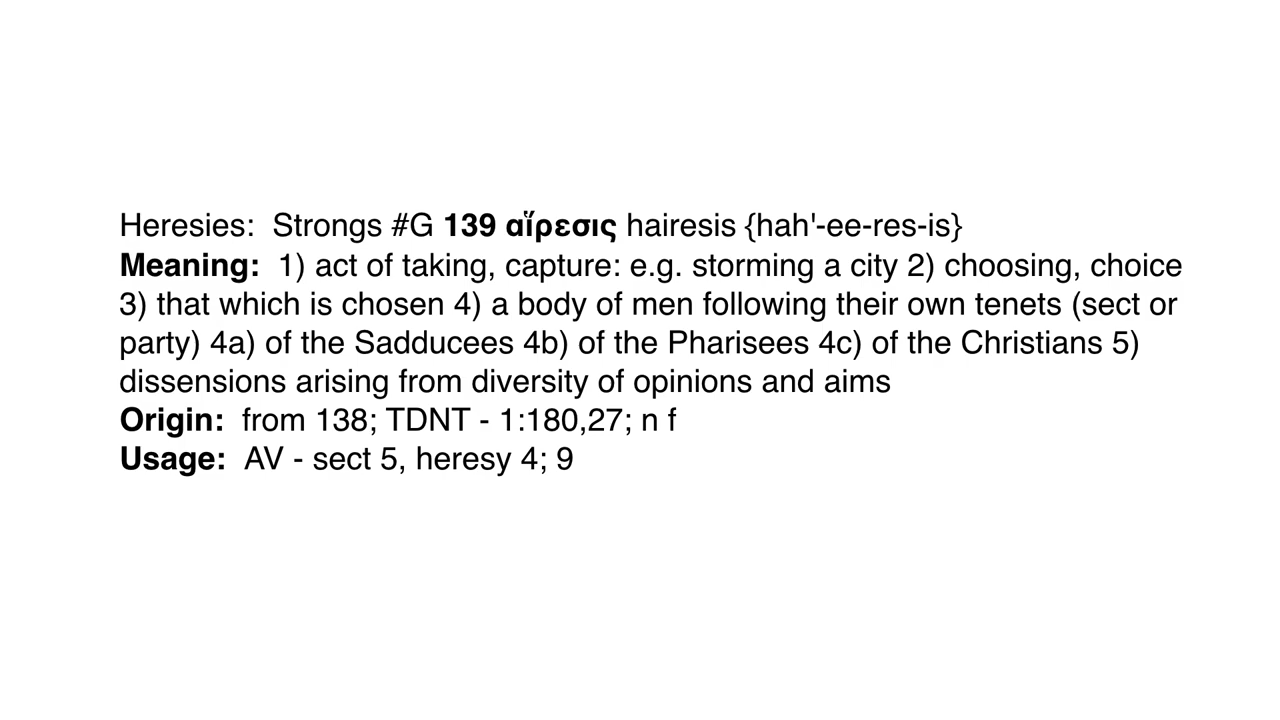 Heresies:  Strongs #G 139 αἵρεσις hairesis {hah'-ee-res-is}
Meaning:  1) act of taking, capture: e.g. storming a city 2) choosing, choice
3) that which is chosen 4) a body of men following their own tenets (sect or
party) 4a) of the Sadducees 4b) of the Pharisees 4c) of the Christians 5)
dissensions arising from diversity of opinions and aims
Origin:  from 138; TDNT - 1:180,27; n f
Usage:  AV - sect 5, heresy 4; 9